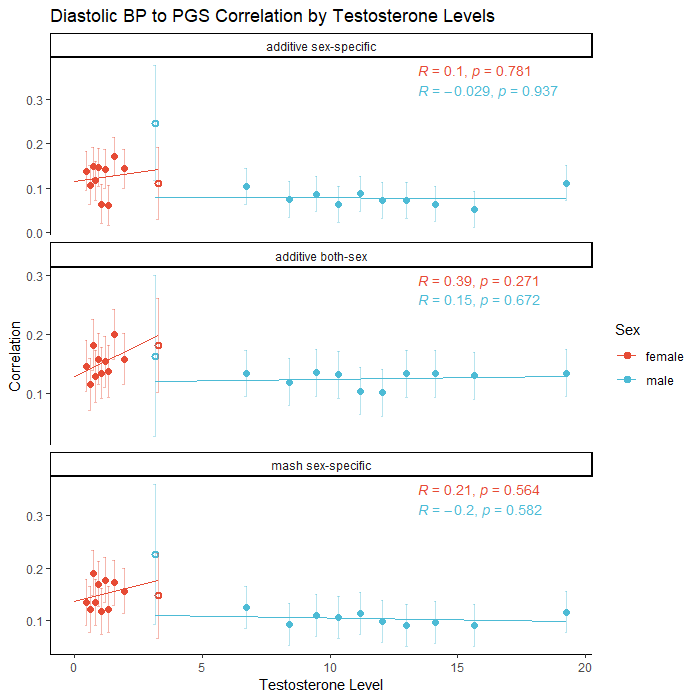 Diastolic BP to PGS Correlation by Testosterone Levels
additive sex-specific
R = 0.1, p = 0.781
R = −0.029, p = 0.937
0.3
0.2
0.1
0.0
additive both-sex
R = 0.39, p = 0.271
R = 0.15, p = 0.672
0.3
0.2
0.1
Correlation
Sex
female
male
mash sex-specific
R = 0.21, p = 0.564
R = −0.2, p = 0.582
0.3
0.2
0.1
0 5 10 15 20
Testosterone Level